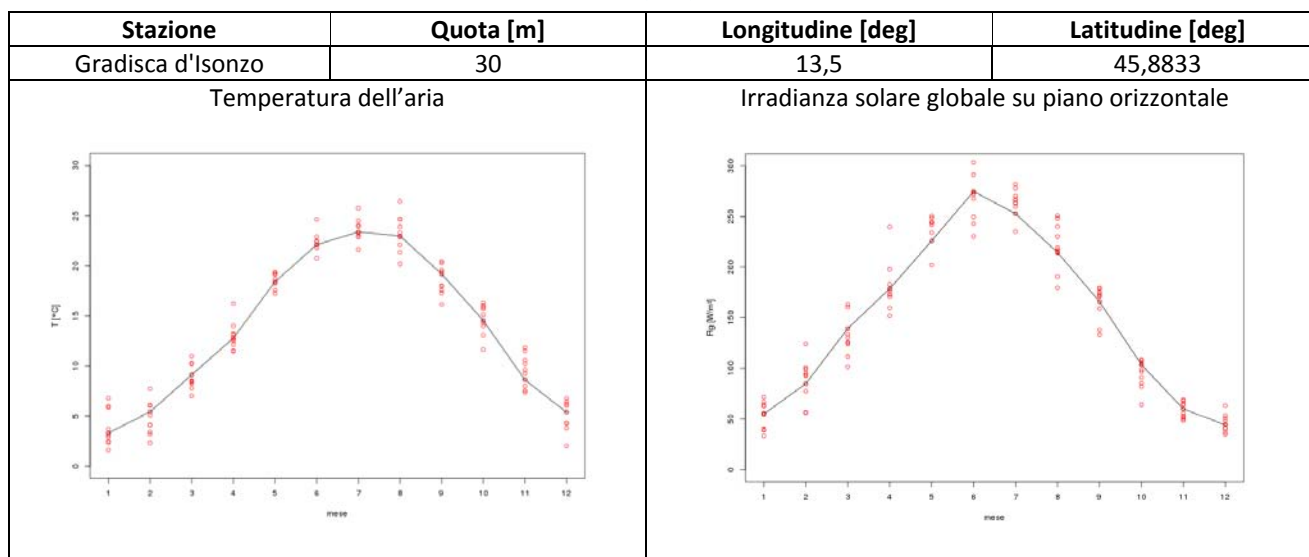 Stazione Quota [m] Longitudine [deg] Latitudine [deg]
Gradisca d'Isonzo 30 13,5 45,8833
Temperatura dell'aria Irradianza solare globale su piano orizzontale
30
25
20
15
10
5
0
T [°C]
1 2 3 4 5 6 7 8 9 10 11 12
mese
300
250
200
150
100
50
0
Rg [W/m²]
1 2 3 4 5 6 7 8 9 10 11 12
mese